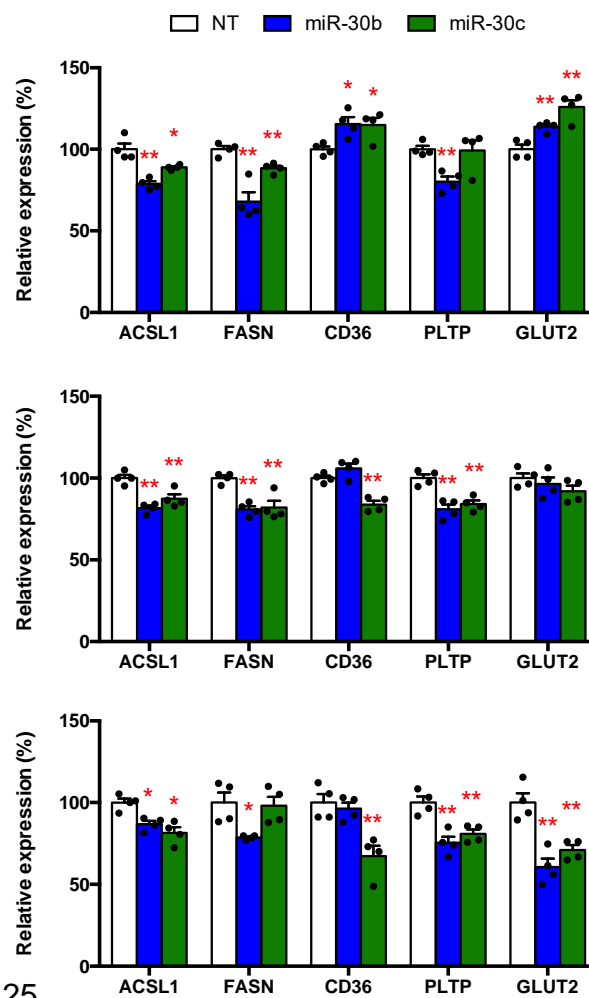 NT miR-30b miR-30c
Relative expression (%)
150
* * **
** * ** ** ** **
100
50
0
ACSL1 FASN CD36 PLTP GLUT2
Relative expression (%)
150
** ** ** ** ** ** **
100
50
0
ACSL1 FASN CD36 PLTP GLUT2
Relative expression (%)
150
* * * ** ** ** ** **
100
50
0
ACSL1 FASN CD36 PLTP GLUT2
25